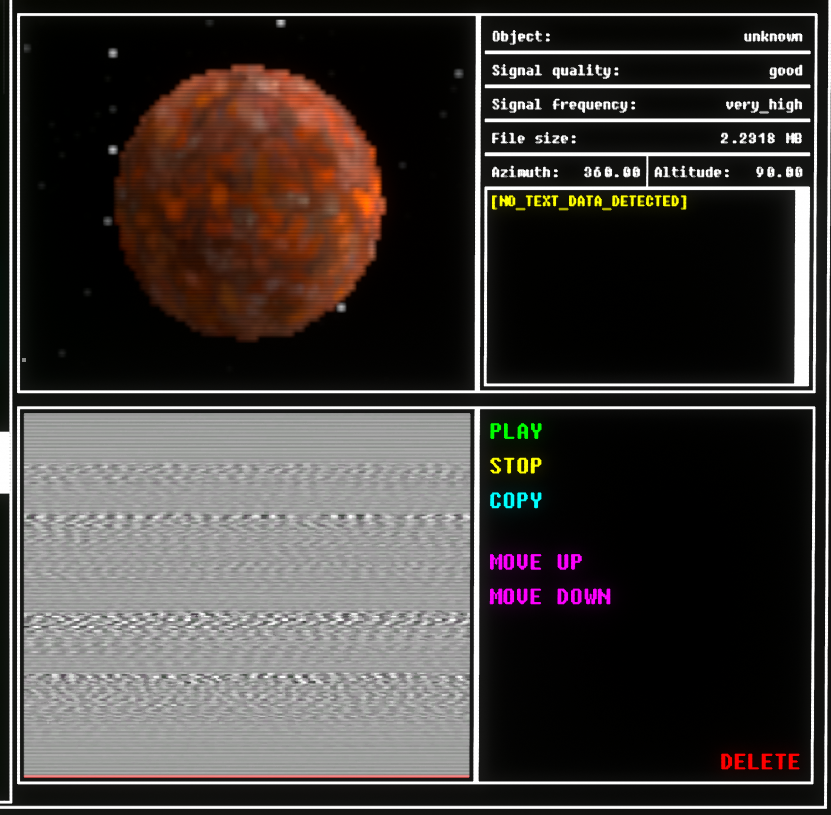 Object: unknown
Signal quality: good
Signal frequency: very_high
File size: 2.2318 MB
Azimuth: 360.00 Altitude: 90.00
[NO_TEXT_DATA_DETECTED]
PLAY
STOP
COPY
MOVE UP
MOVE DOWN
DELETE